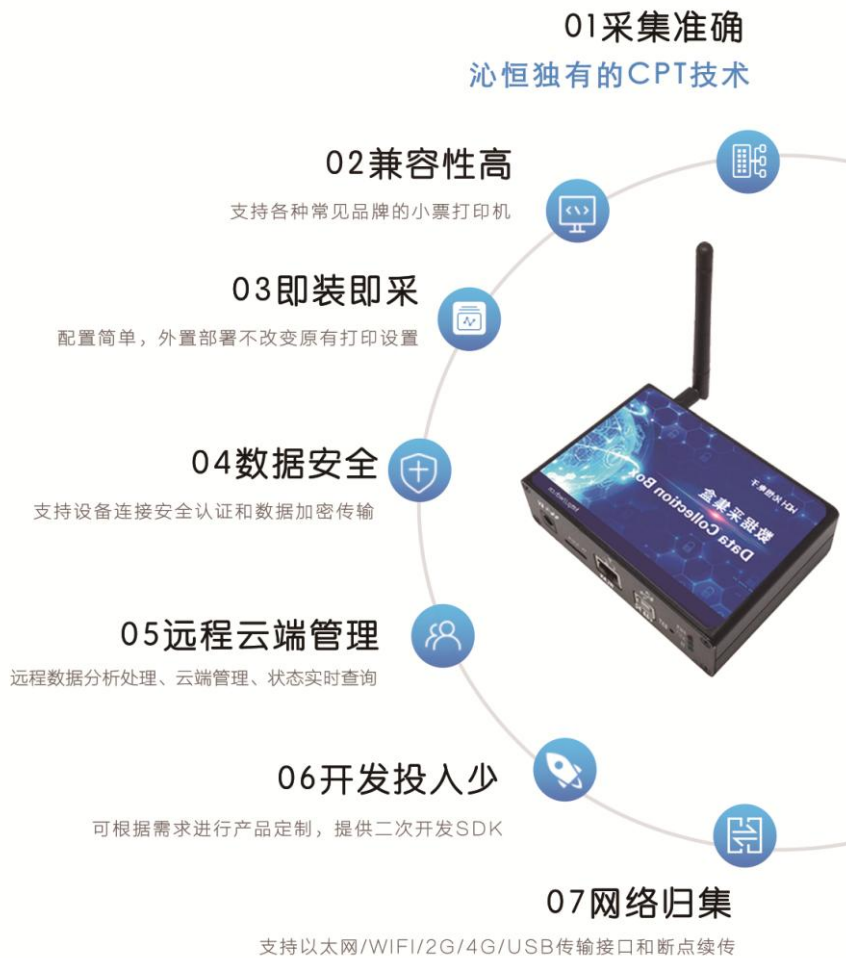 01采集准确
沁恒独有的CPT技术
02兼容性高
支持各种常见品牌的小票打印机
03即装即采
配置简单，外置部署不改变原有打印设置
04数据安全
支持设备连接安全认证和数据加密传输
数据采集盒
Data Collection Box
05远程云端管理
远程数据分析处理、云端管理、状态实时查询
06开发投入少
可根据需求进行产品定制，提供二次开发SDK
07网络归集
支持以太网/WIFI/2G/4G/USB传输接口和断点续传